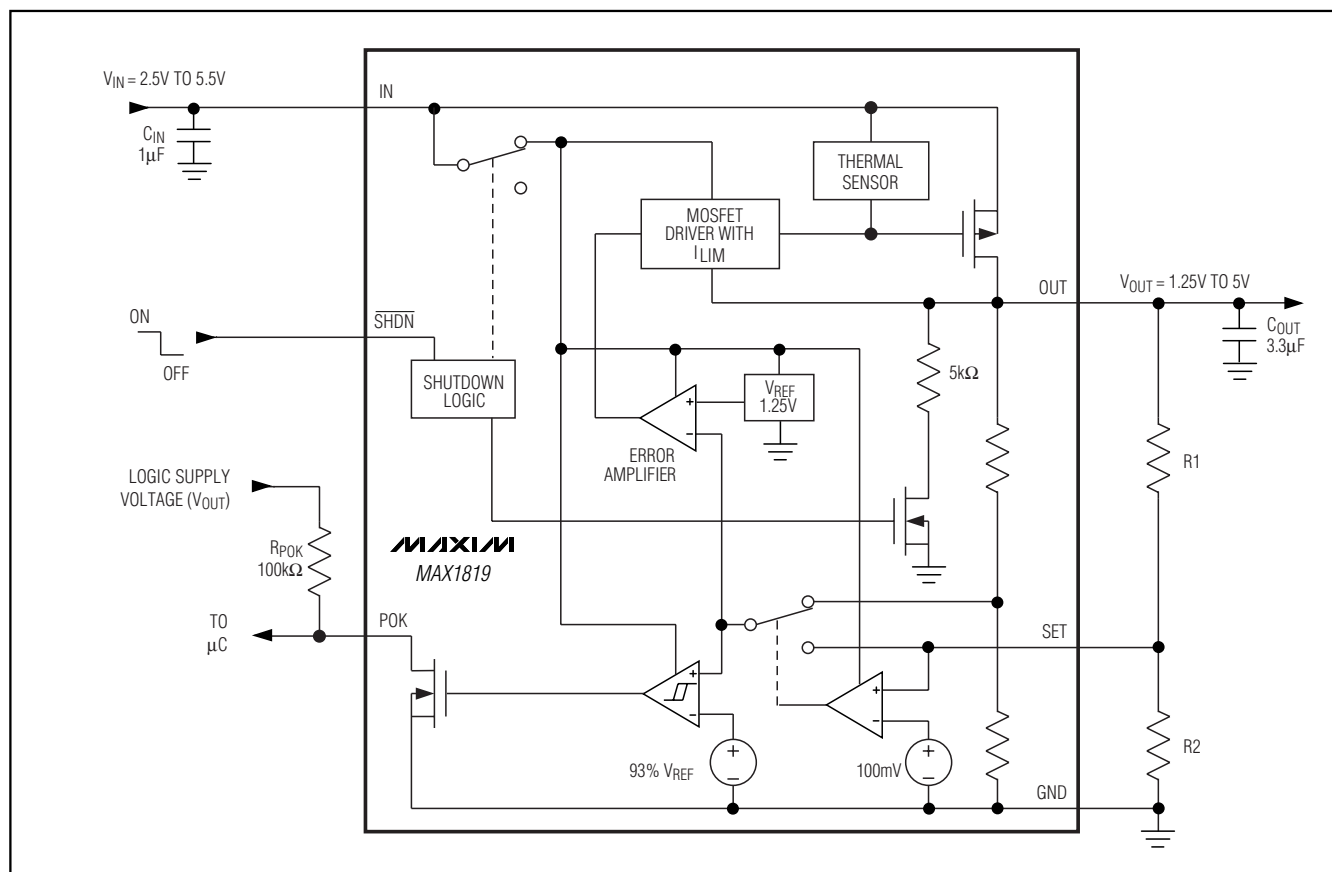 V_IN = 2.5V TO 5.5V
IN
C_IN
1µF
THERMAL
SENSOR
MOSFET
DRIVER WITH
I_LIM
OUT
V_OUT = 1.25V TO 5V
C_OUT
3.3µF
ON
OFF
SHDN
SHUTDOWN
LOGIC
5kΩ
V_REF
1.25V
+
−
ERROR
AMPLIFIER
R1
LOGIC SUPPLY
VOLTAGE (V_OUT)
R_POK
100kΩ
MAXIM
MAX1819
TO
µC
POK
SET
+
−
+
−
93% V_REF
+
−
100mV
+
−
R2
GND